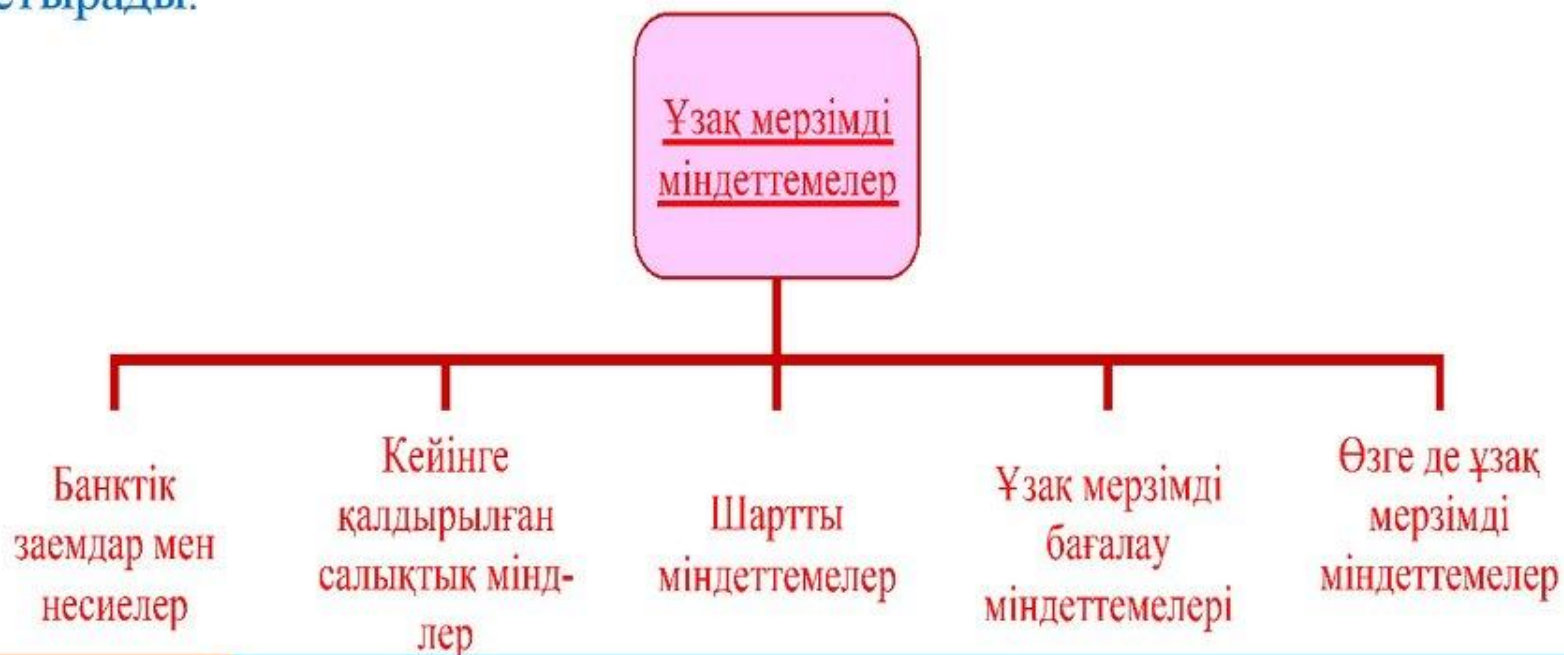 Ұзақ мерзімді
міндеттемелер
Банктік
заемдар мен
несиелер
Кейінге
қалдырылған
салықтық мінд-
лер
Шартты
міндеттемелер
Ұзақ мерзімді
бағалау
міндеттемелері
Өзге де ұзақ
мерзімді
міндеттемелер